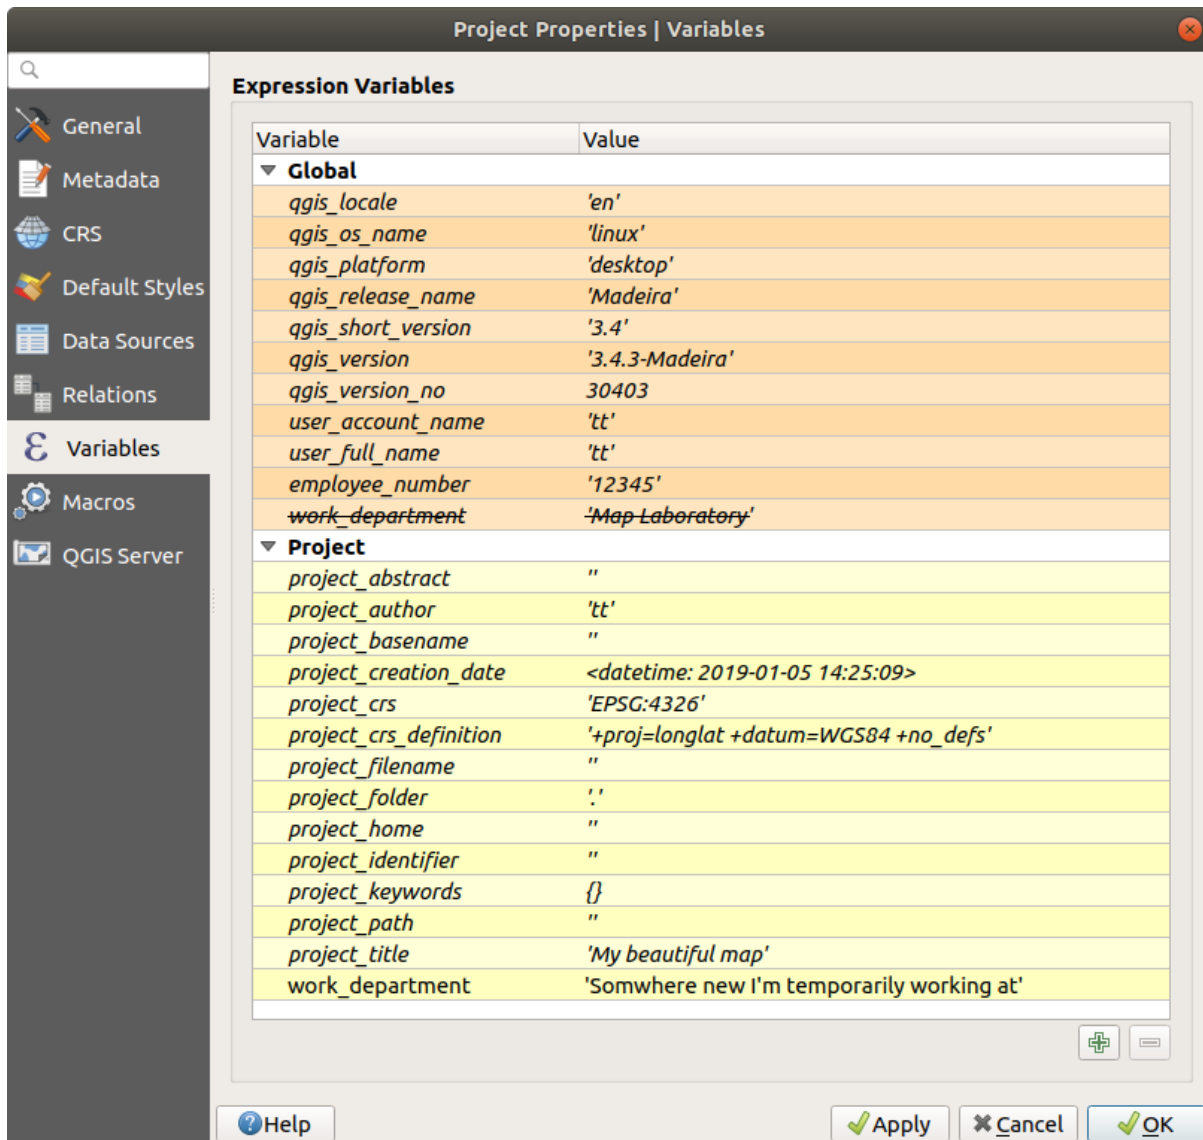 Project Properties | Variables
General
Metadata
CRS
Default Styles
Data Sources
Relations
Variables
Macros
QGIS Server
Expression Variables
Variable Value
Global
qgis_locale 'en'
qgis_os_name 'linux'
qgis_platform 'desktop'
qgis_release_name 'Madeira'
qgis_short_version '3.4'
qgis_version '3.4.3-Madeira'
qgis_version_no 30403
user_account_name 'tt'
user_full_name 'tt'
employee_number '12345'
work_department 'Map Laboratory'
Project
project_abstract ''
project_author 'tt'
project_basename ''
project_creation_date <datetime: 2019-01-05 14:25:09>
project_crs 'EPSG:4326'
project_crs_definition '+proj=longlat +datum=WGS84 +no_defs'
project_filename ''
project_folder '.'
project_home ''
project_identifier ''
project_keywords {}
project_path ''
project_title 'My beautiful map'
work_department 'Somwhere new I'm temporarily working at'
Help Apply Cancel OK